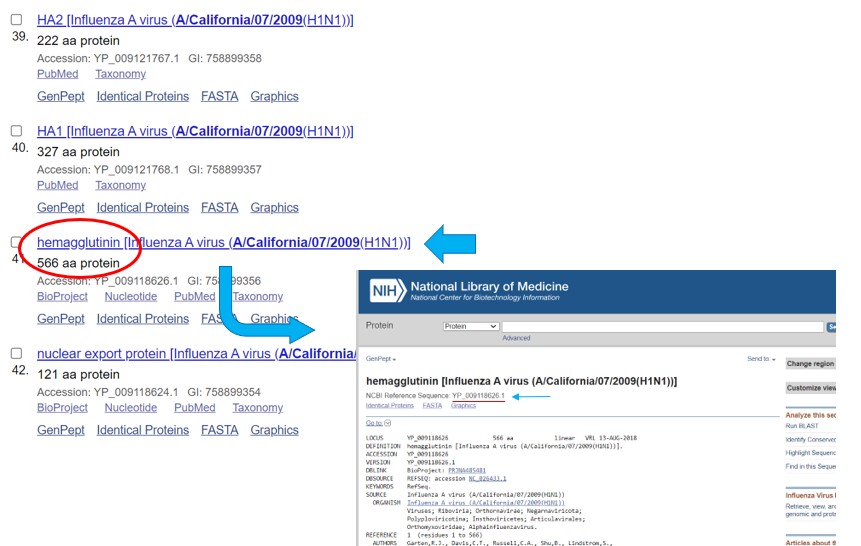 HA2 [Influenza A virus (A/California/07/2009(H1N1))]
39.
222 aa protein
Accession: YP_009121767.1 GI: 758899358
PubMed Taxonomy
GenPept Identical Proteins FASTA Graphics
HA1 [Influenza A virus (A/California/07/2009(H1N1))]
40.
327 aa protein
Accession: YP_009121768.1 GI: 758899357
PubMed Taxonomy
GenPept Identical Proteins FASTA Graphics
hemagglutinin [Influenza A virus (A/California/07/2009(H1N1))]
566 aa protein
Accession: YP_009118626.1
BioProject Nucleotide PubMed Taxonomy
GenPept Identical Proteins
nuclear export protein [Influenza A virus (A/California/
42.
121 aa protein
Accession: YP_009118624.1 GI: 758899354
BioProject Nucleotide PubMed Taxonomy
GenPept Identical Proteins FASTA Graphics
NIH National Library of Medicine
National Center for Biotechnology Information
Protein Protein
Advanced
GenPept Send to:
Change region
hemagglutinin [Influenza A virus (A/California/07/2009(H1N1))]
Customize view
NCBI Reference Sequence: YP_009118626.1
Identical Proteins FASTA Graphics
Go to:
Analyze this seq
Run BLAST
Identify Conserved
Highlight Sequenc
Find in this Seque
LOCUS YP_009118626 566 aa linear VRL 13-AUG-2018
DEFINITION hemagglutinin [Influenza A virus (A/California/07/2009(H1N1))].
ACCESSION YP_009118626
VERSION YP_009118626.1
DBLINK BioProject: PRJNA485481
DBSOURCE REFSEQ: accession NC_026433.1
KEYWORDS RefSeq.
SOURCE Influenza A virus (A/California/07/2009(H1N1))
ORGANISM Influenza A virus (A/California/07/2009(H1N1))
Viruses; Riboviria; Orthornavirae; Negarnaviricota;
Polyploviricotina; Insthoviricetes; Articulavirales;
Orthomyxoviridae; Alphainfluenzavirus.
REFERENCE 1 (residues 1 to 566)
AUTHORS Garten,R.J., Davis,C.T., Russell,C.A., Shu,B., Lindstrom,S.,
Influenza Virus
Retrieve, view,
genomic and
Articles about